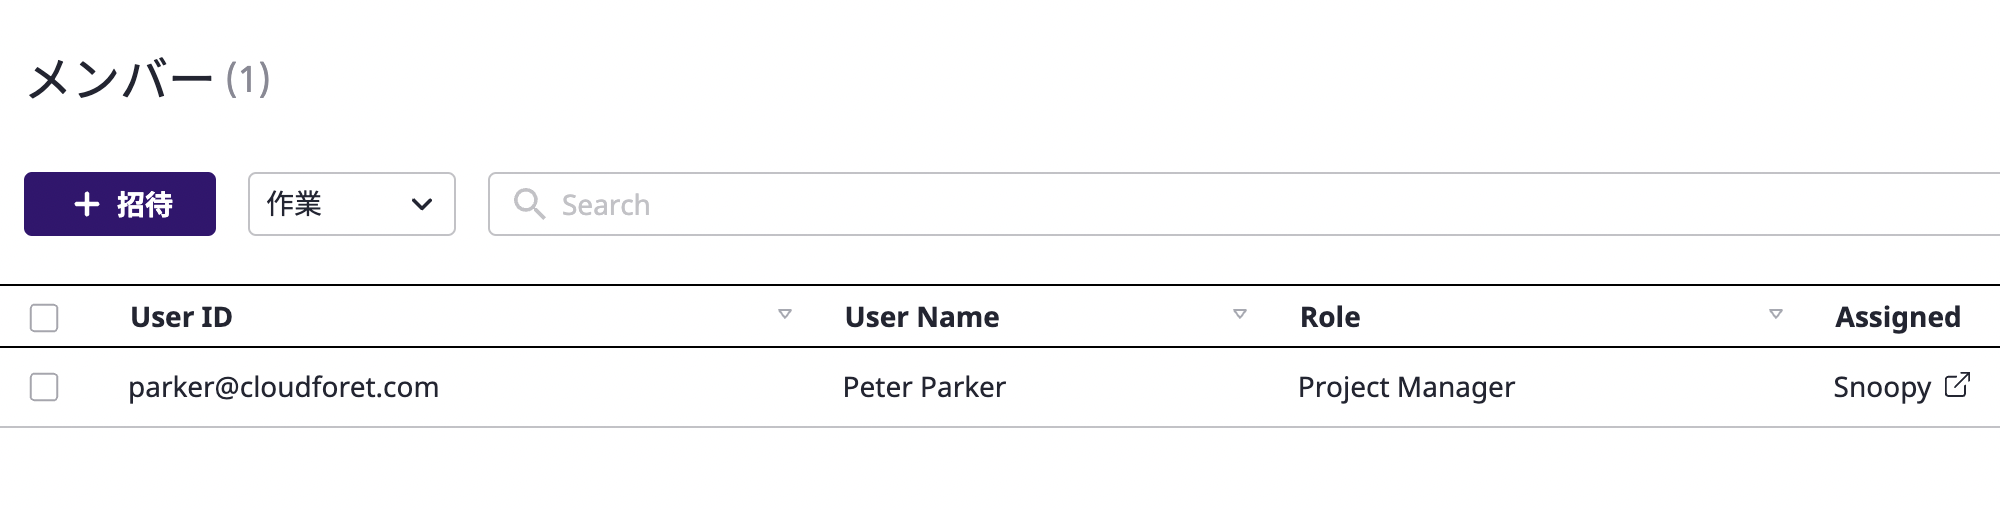 メンバー (1)
+ 招待 作業 Search
User ID User Name Role Assigned
parker@cloudforet.com Peter Parker Project Manager Snoopy